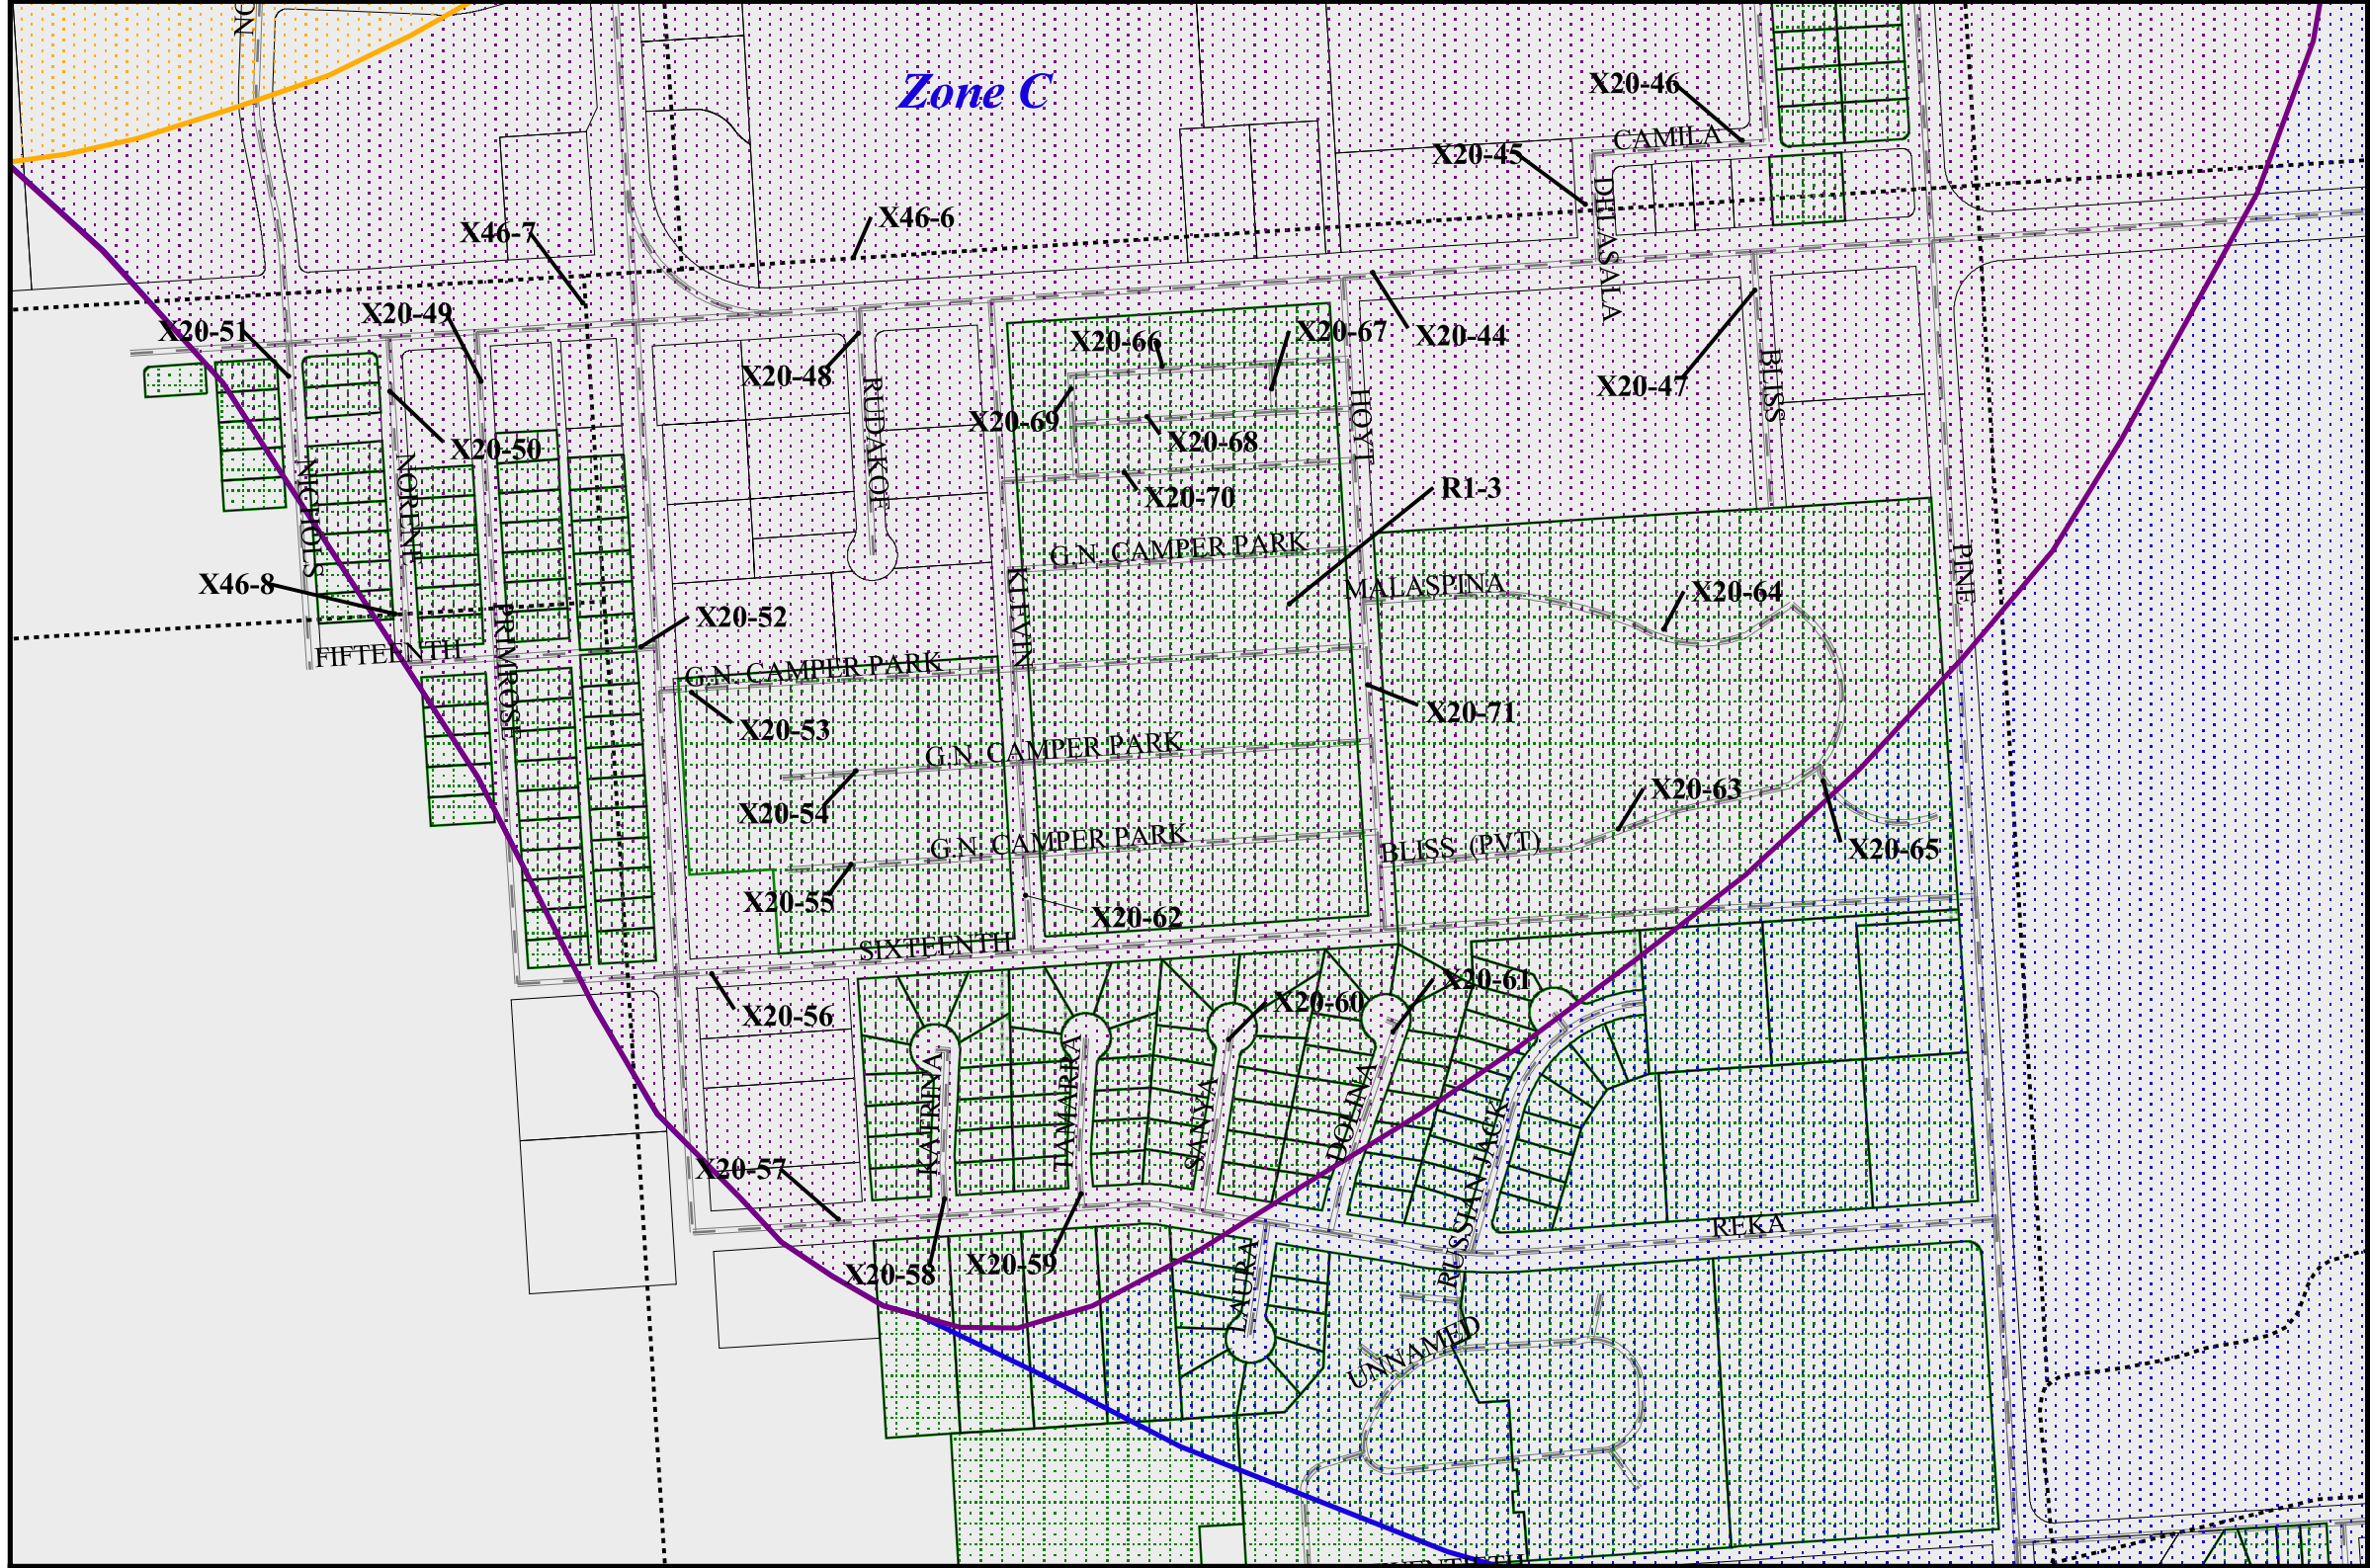 Zone C
X20-46
CAMILA
X20-45
DELASALA
X46-6
X46-7
X20-49
X20-51
X20-44
X20-66
X20-67
X20-48
X20-47
RUDAKOF
HOYT
BLISS
X20-69
X20-68
X20-50
X20-70
R1-3
NICHOLS
NORENE
G.N. CAMPER PARK
PINE
X46-8
MALASPINA
X20-64
KLEVIN
X20-52
PRIMROSE
FIFTEENTH
G.N. CAMPER PARK
X20-53
X20-71
G.N. CAMPER PARK
X20-54
X20-63
G.N. CAMPER PARK
BLISS (PVT)
X20-65
X20-55
X20-62
SIXTEENTH
X20-61
X20-56
X20-60
KATRINA
TAMARRA
SANYA
DOLINA
RUSSIAN JACK
X20-57
REKA
X20-58
X20-59
LAURA
UNNAMED